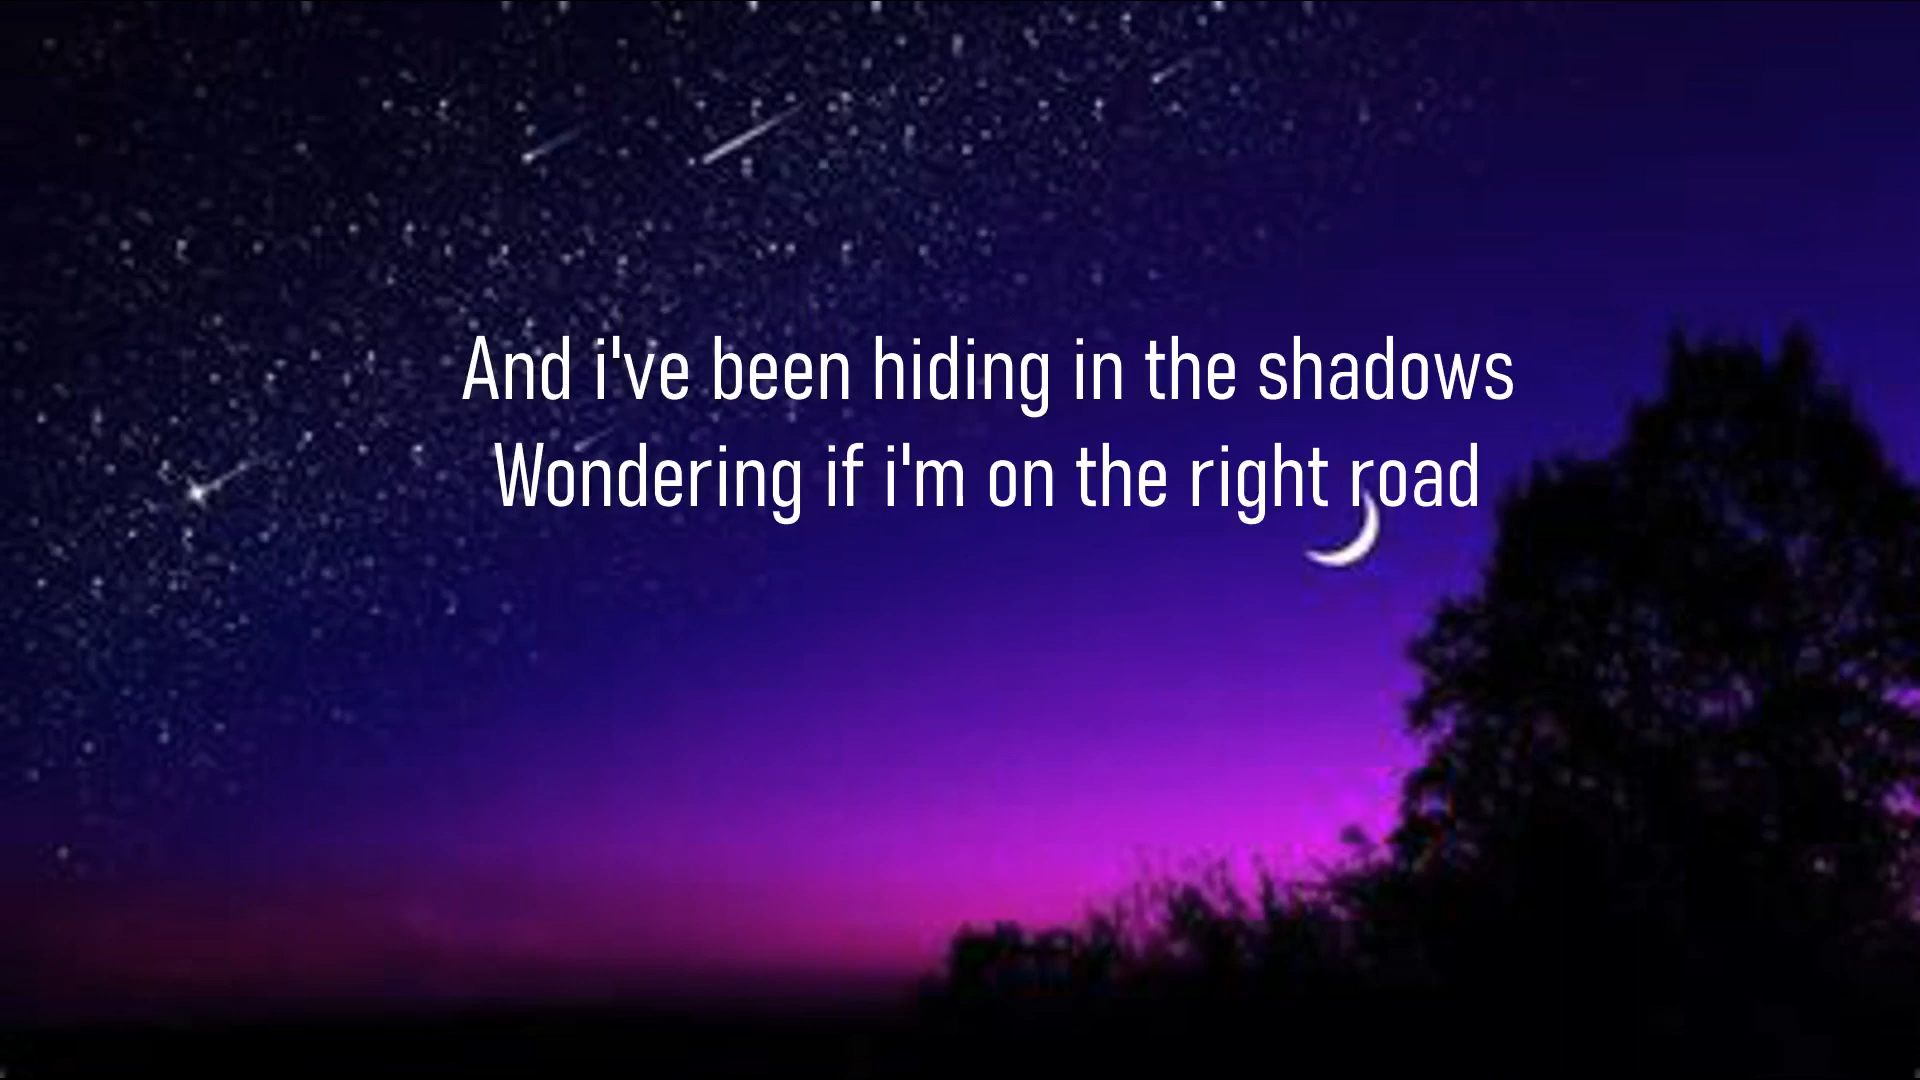 And i've been hiding in the shadows
Wondering if i'm on the right road